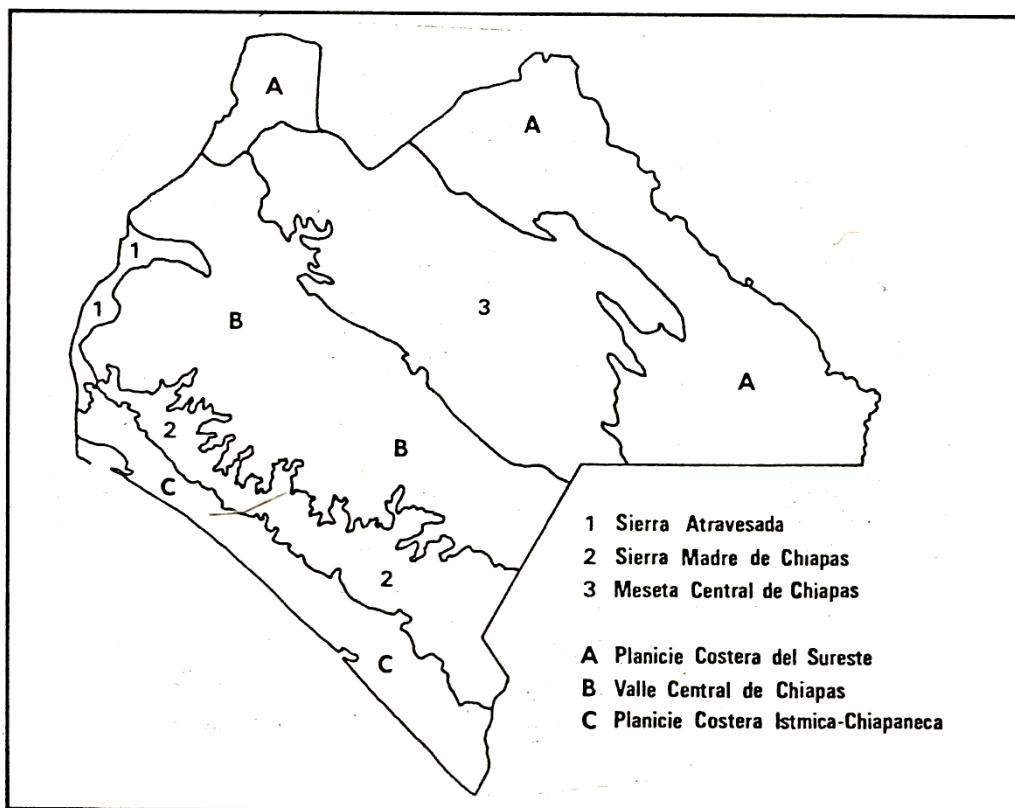 A
A
1
1
3
B
A
2
B
C
2
C
1 Sierra Atravesada
2 Sierra Madre de Chiapas
3 Meseta Central de Chiapas
A Planicie Costera del Sureste
B Valle Central de Chiapas
C Planicie Costera Istmica-Chiapaneca